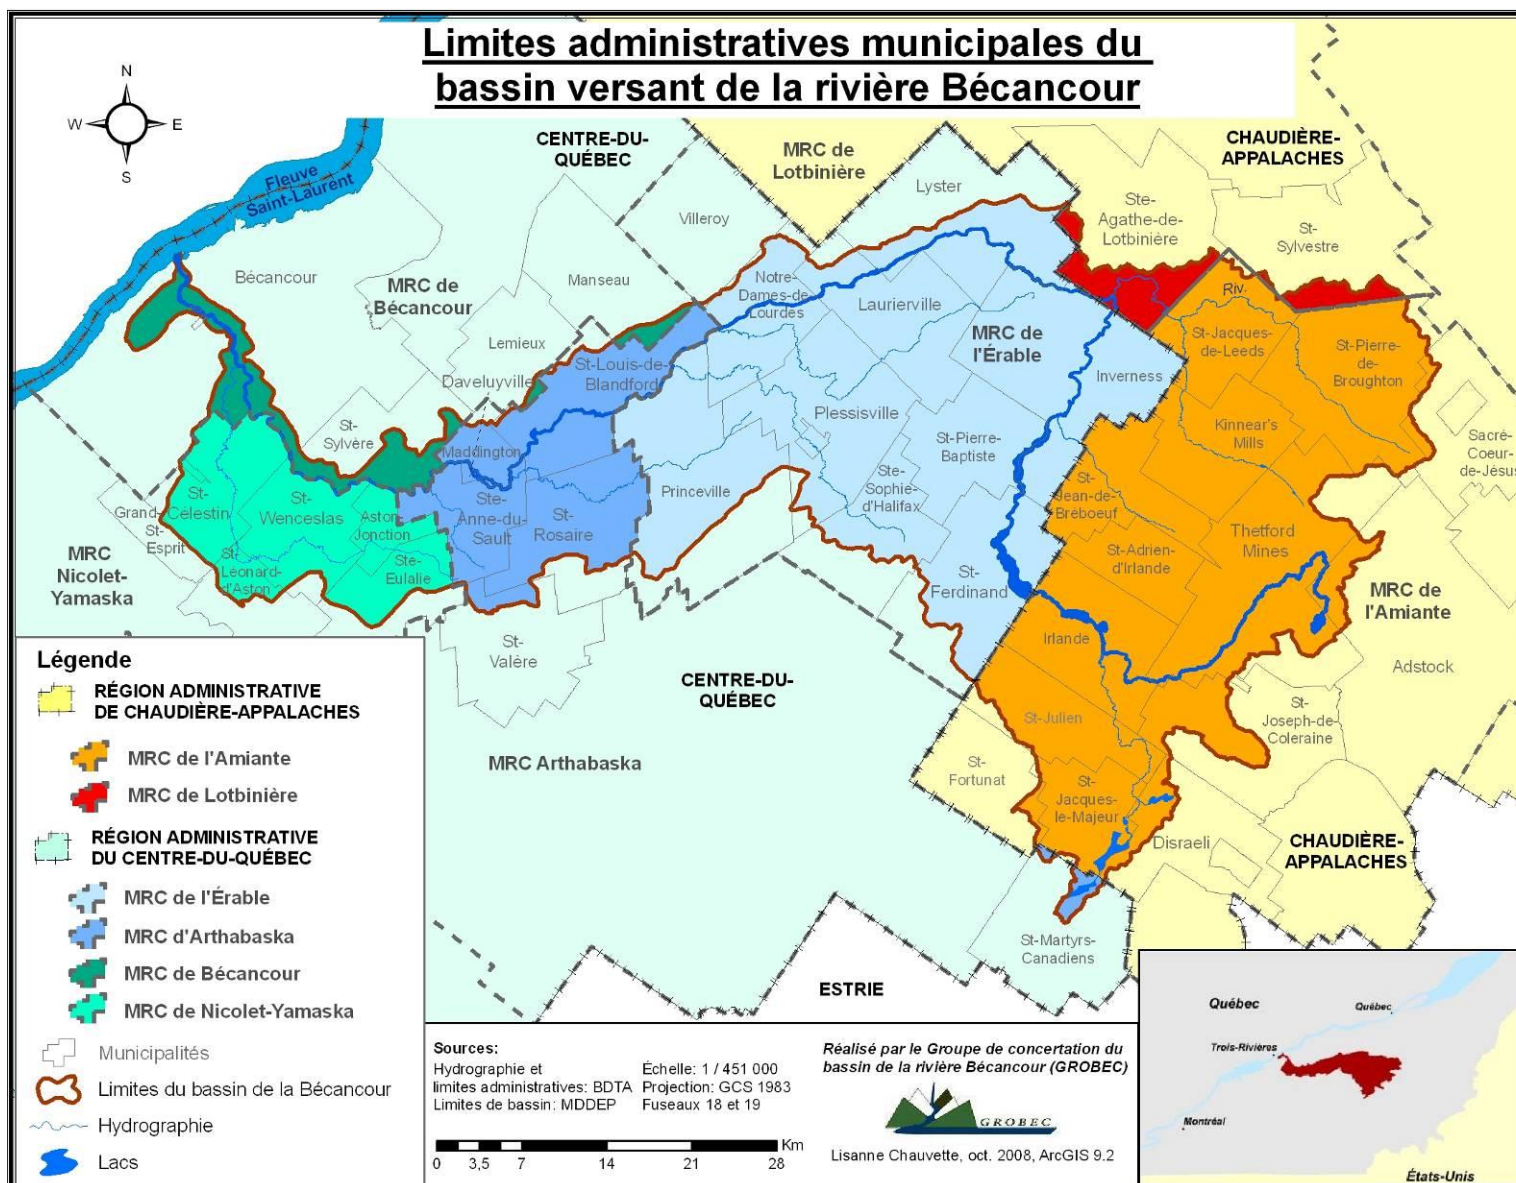 Limites administratives municipales du
bassin versant de la rivière Bécancour
N
W
E
S
Fleuve
Saint-Laurent
CENTRE-DU-
QUÉBEC
MRC de
Lotbinière
CHAUDIÈRE-
APPALACHES
Lyster
Villeroy
Ste-
Agathe-de-
Lotbinière
St-
Sylvestre
Bécancour
MRC de
Bécancour
Manseau
Notre-
Dames-de-
Lourdes
Laurierville
Riv.
Lemieux
MRC de
l'Érable
St-Jacques-
de-Leeds
St-Pierre-
de-
Broughton
Daveluyville
St-Louis-de-
Blandford
Inverness
St-
Sylvère
Plessisville
Kinnear's
Mills
Maddington
St-Pierre-
Baptiste
Sacré-
Coeur-
de-Jésus
Princeville
Ste-
Sophie-
d'Halifax
St-
Jean-de-
Bréboeuf
Grand-
St-
Esprit
St-
Célestin
St-
Wenceslas
Aston-
Jonction
Ste-
Anne-du-
Sault
St-
Rosaire
Thetford
Mines
MRC
Nicolet-
Yamaska
St-
Léonard-
d'Aston
Ste-
Eulalie
St-Adrien-
d'Irlande
St-
Ferdinand
MRC de
l'Amiante
Irlande
St-
Valère
Adstock
CENTRE-DU-
QUÉBEC
St-
Joseph-de-
Coleraine
St-Julien
MRC Arthabaska
St-
Fortunat
St-
Jacques-
le-Majeur
Disraeli
CHAUDIÈRE-
APPALACHES
St-Martyrs-
Canadiens
ESTRIE
Légende
RÉGION ADMINISTRATIVE
DE CHAUDIÈRE-APPALACHES
MRC de l'Amiante
MRC de Lotbinière
RÉGION ADMINISTRATIVE
DU CENTRE-DU-QUÉBEC
MRC de l'Érable
MRC d'Arthabaska
MRC de Bécancour
MRC de Nicolet-Yamaska
Municipalités
Limites du bassin de la Bécancour
Hydrographie
Lacs
Sources:
Hydrographie et
limites administratives: BDTA
Limites de bassin: MDDEP
Échelle: 1 / 451 000
Projection: GCS 1983
Fuseaux 18 et 19
0 3,5 7 14 21 28 Km
Réalisé par le Groupe de concertation du
bassin de la rivière Bécancour (GROBEC)
GROBEC
Lisanne Chauvette, oct. 2008, ArcGIS 9.2
Québec
Québec
Trois-Rivières
Montréal
États-Unis